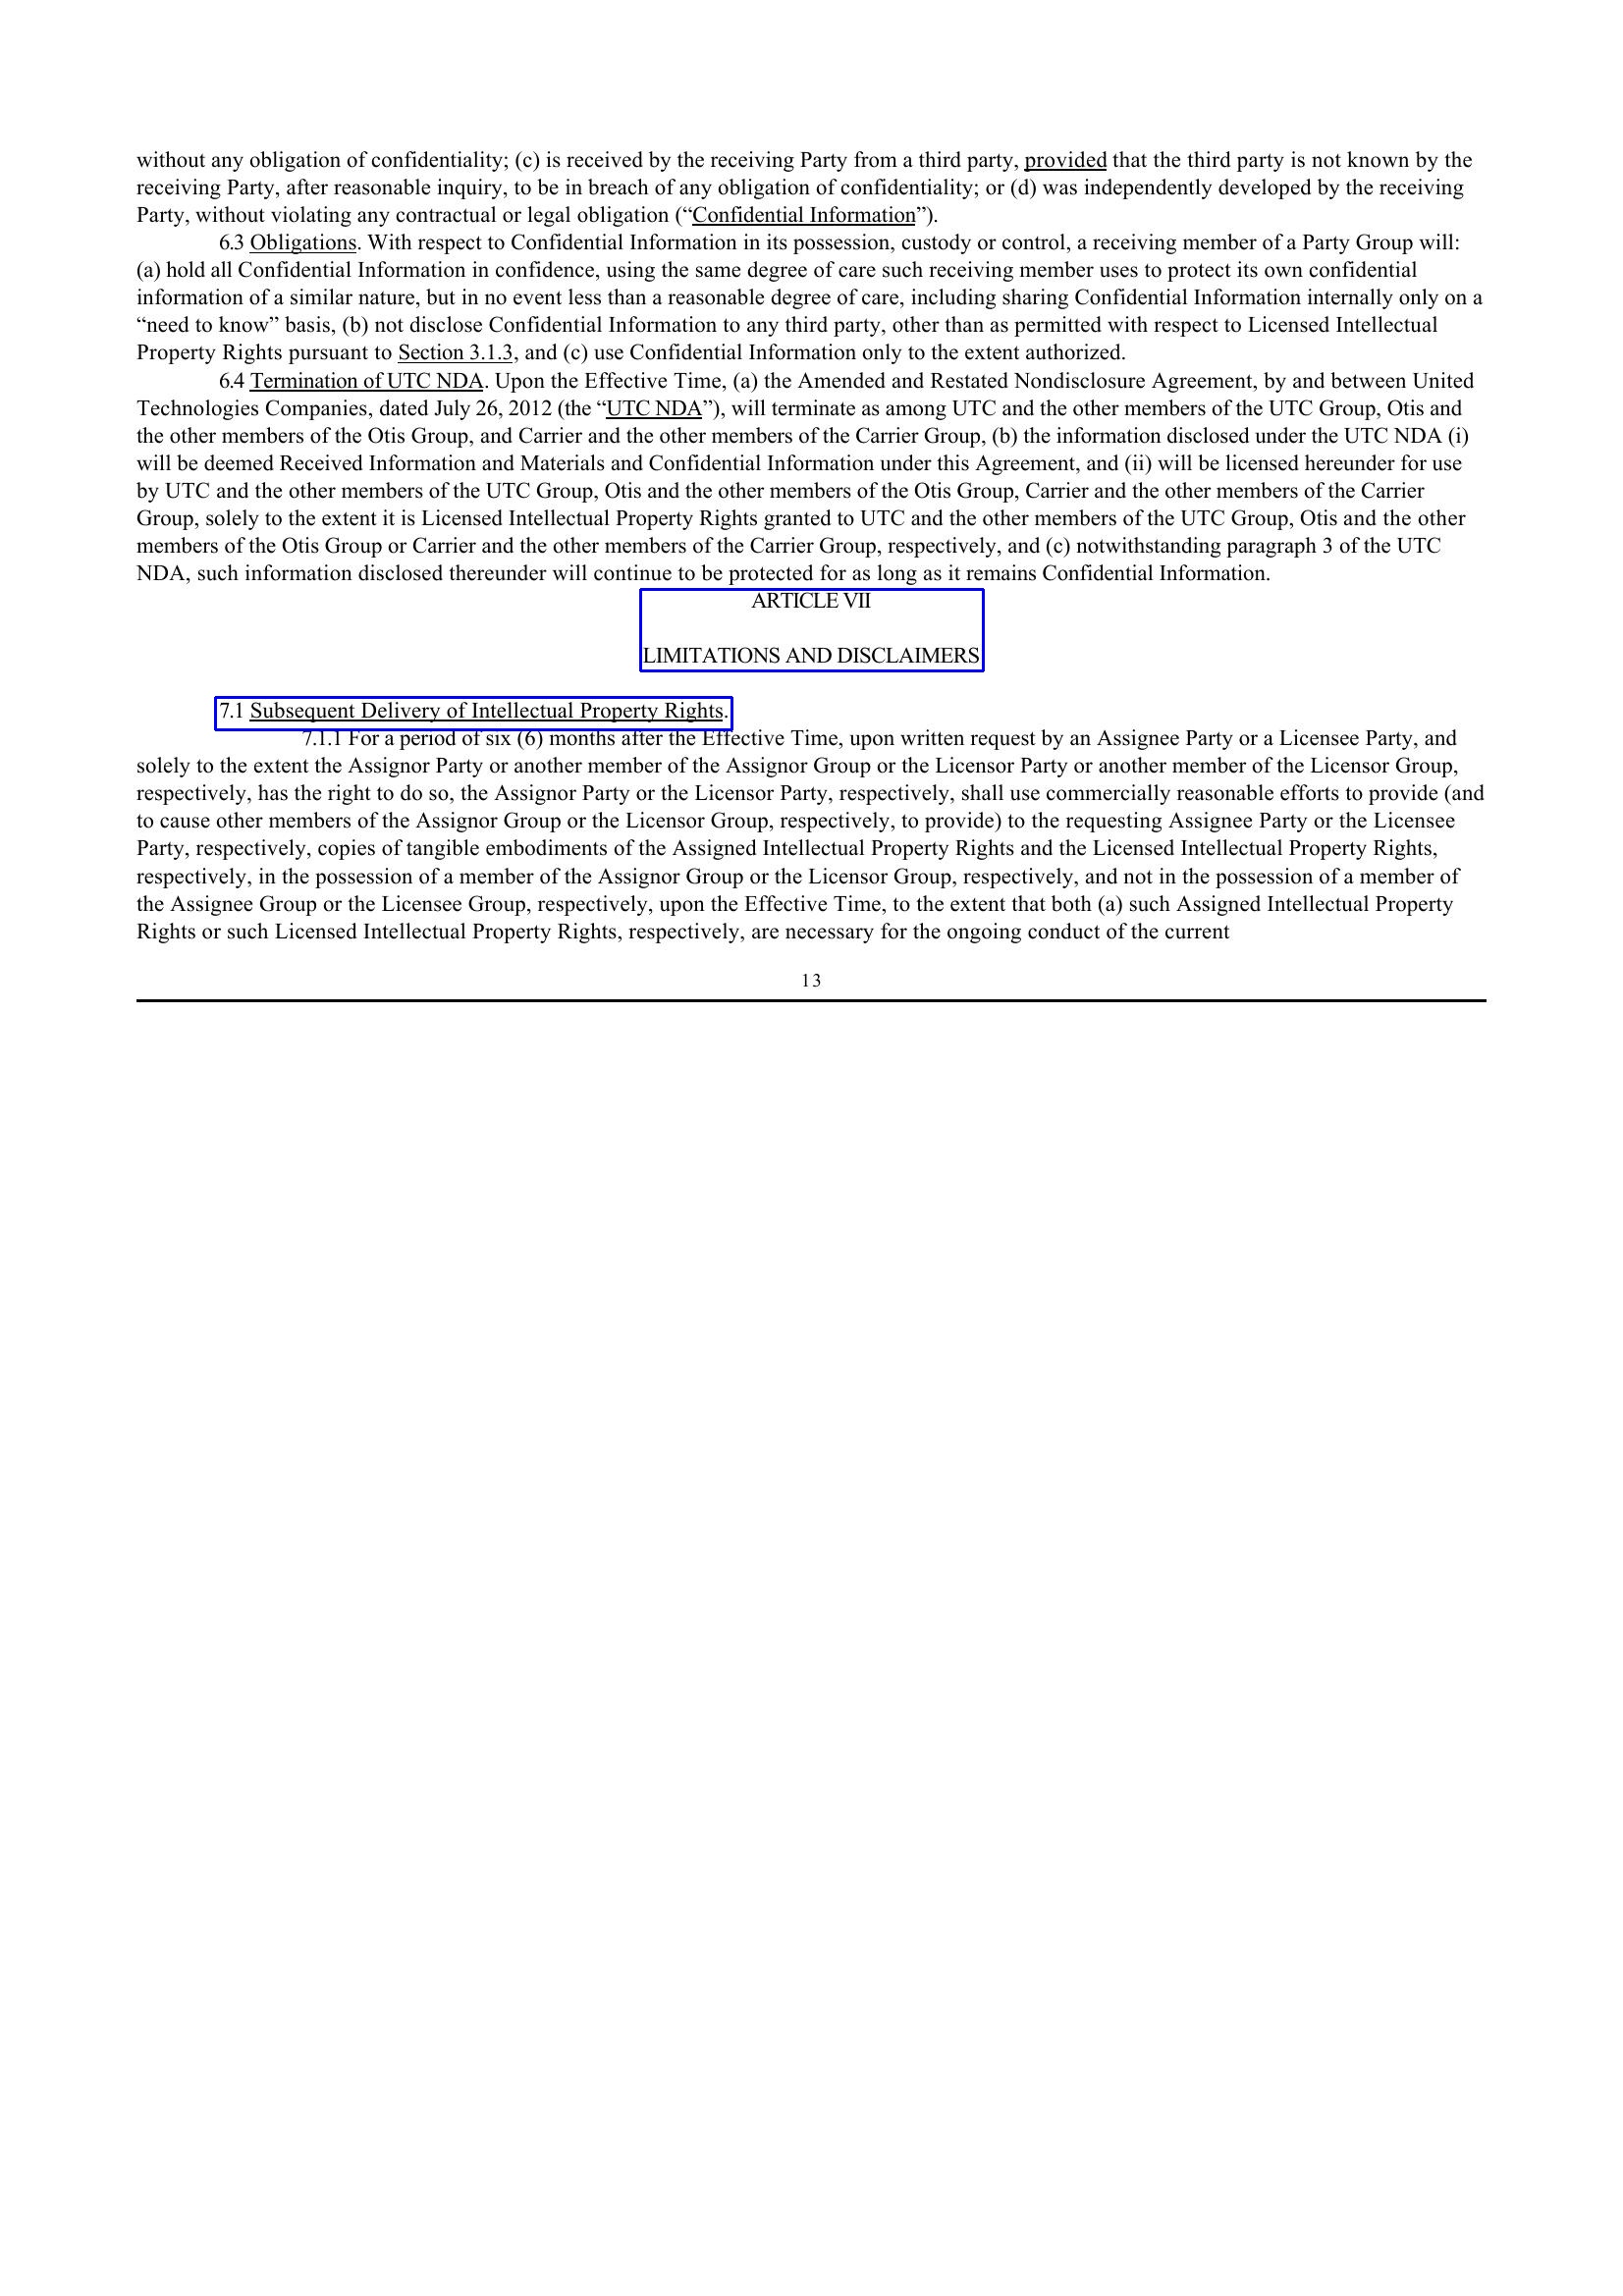 without any obligation of confidentiality; (c) is received by the receiving Party from a third party, provided that the third party is not known by the
receiving Party, after reasonable inquiry, to be in breach of any obligation of confidentiality; or (d) was independently developed by the receiving
Party, without violating any contractual or legal obligation (“Confidential Information”).
6.3 Obligations. With respect to Confidential Information in its possession, custody or control, a receiving member of a Party Group will:
(a) hold all Confidential Information in confidence, using the same degree of care such receiving member uses to protect its own confidential
information of a similar nature, but in no event less than a reasonable degree of care, including sharing Confidential Information internally only on a
“need to know” basis, (b) not disclose Confidential Information to any third party, other than as permitted with respect to Licensed Intellectual
Property Rights pursuant to Section 3.1.3, and (c) use Confidential Information only to the extent authorized.
6.4 Termination of UTC NDA. Upon the Effective Time, (a) the Amended and Restated Nondisclosure Agreement, by and between United
Technologies Companies, dated July 26, 2012 (the “UTC NDA”), will terminate as among UTC and the other members of the UTC Group, Otis and
the other members of the Otis Group, and Carrier and the other members of the Carrier Group, (b) the information disclosed under the UTC NDA (i)
will be deemed Received Information and Materials and Confidential Information under this Agreement, and (ii) will be licensed hereunder for use
by UTC and the other members of the UTC Group, Otis and the other members of the Otis Group, Carrier and the other members of the Carrier
Group, solely to the extent it is Licensed Intellectual Property Rights granted to UTC and the other members of the UTC Group, Otis and the other
members of the Otis Group or Carrier and the other members of the Carrier Group, respectively, and (c) notwithstanding paragraph 3 of the UTC
NDA, such information disclosed thereunder will continue to be protected for as long as it remains Confidential Information.
ARTICLE VII
LIMITATIONS AND DISCLAIMERS
7.1 Subsequent Delivery of Intellectual Property Rights.
7.1.1 For a period of six (6) months after the Effective Time, upon written request by an Assignee Party or a Licensee Party, and
solely to the extent the Assignor Party or another member of the Assignor Group or the Licensor Party or another member of the Licensor Group,
respectively, has the right to do so, the Assignor Party or the Licensor Party, respectively, shall use commercially reasonable efforts to provide (and
to cause other members of the Assignor Group or the Licensor Group, respectively, to provide) to the requesting Assignee Party or the Licensee
Party, respectively, copies of tangible embodiments of the Assigned Intellectual Property Rights and the Licensed Intellectual Property Rights,
respectively, in the possession of a member of the Assignor Group or the Licensor Group, respectively, and not in the possession of a member of
the Assignee Group or the Licensee Group, respectively, upon the Effective Time, to the extent that both (a) such Assigned Intellectual Property
Rights or such Licensed Intellectual Property Rights, respectively, are necessary for the ongoing conduct of the current
13